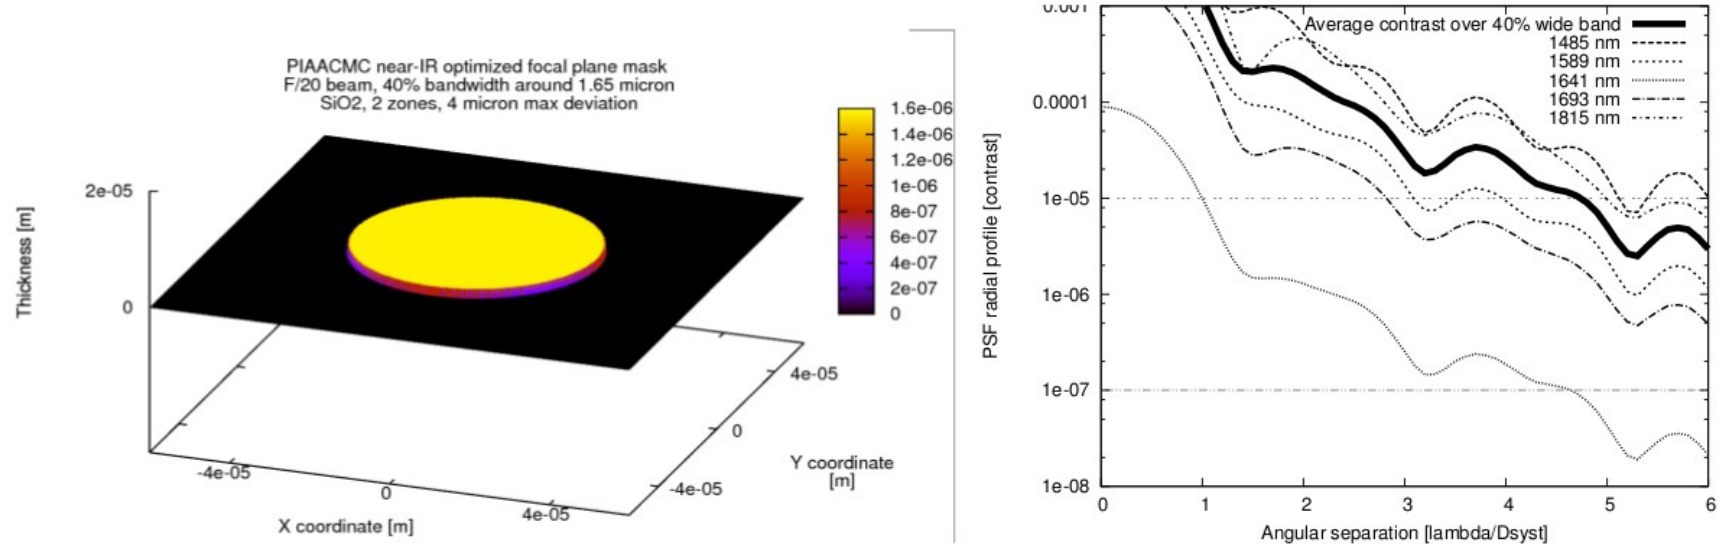 PIAACMC near-IR optimized focal plane mask
F/20 beam, 40% bandwidth around 1.65 micron
SiO2, 2 zones, 4 micron max deviation
1.6e-06
1.4e-06
1.2e-06
1e-06
8e-07
6e-07
4e-07
2e-07
0
2e-05
0
Thickness [m]
-4e-05
0
4e-05
X coordinate [m]
4e-05
0
-4e-05
Y coordinate
[m]
0.001
0.0001
1e-05
1e-06
1e-07
1e-08
PSF radial profile [contrast]
Average contrast over 40% wide band
1485 nm
1589 nm
1641 nm
1693 nm
1815 nm
0
1
2
3
4
5
6
Angular separation [lambda/Dsyst]